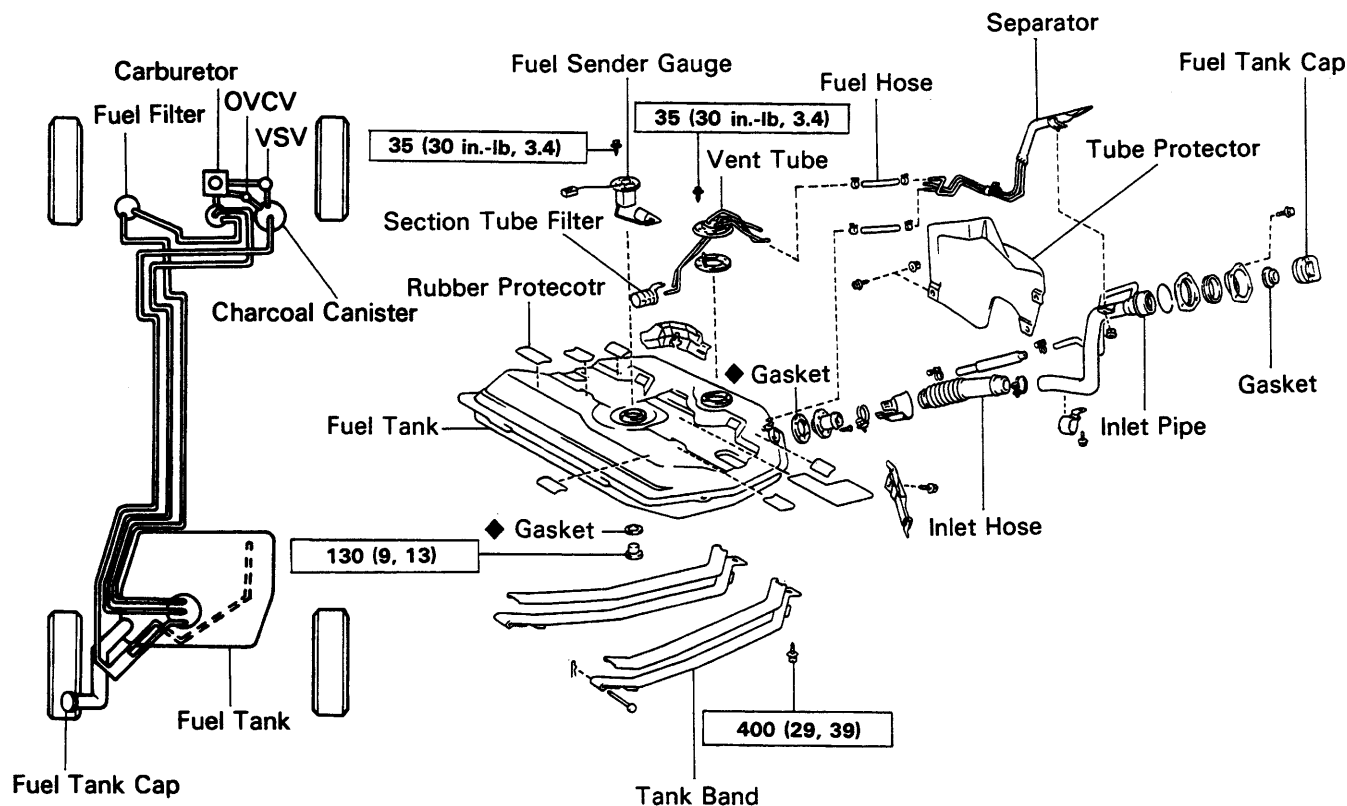 Separator
Fuel Sender Gauge
Fuel Tank Cap
Carburetor
Fuel Hose
OVCV
Fuel Filter
35 (30 in.-lb, 3.4)
VSV
35 (30 in.-lb, 3.4)
Vent Tube
Tube Protector
Section Tube Filter
Rubber Protecotr
Charcoal Canister
◆ Gasket
Gasket
Fuel Tank
Inlet Pipe
◆ Gasket
Inlet Hose
130 (9, 13)
Fuel Tank
400 (29, 39)
Fuel Tank Cap
Tank Band